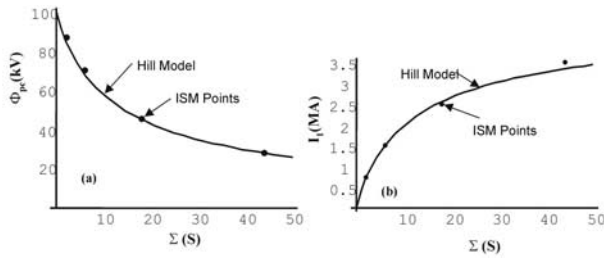 100
80
60
40
20
Φpc(kV)
Hill Model
ISM Points
(a)
10 20 30 40 50
Σ (S)
3.5
3
2.5
2
1.5
1
0.5
I1(MA)
Hill Model
ISM Points
(b)
10 20 30 40 50
Σ (S)